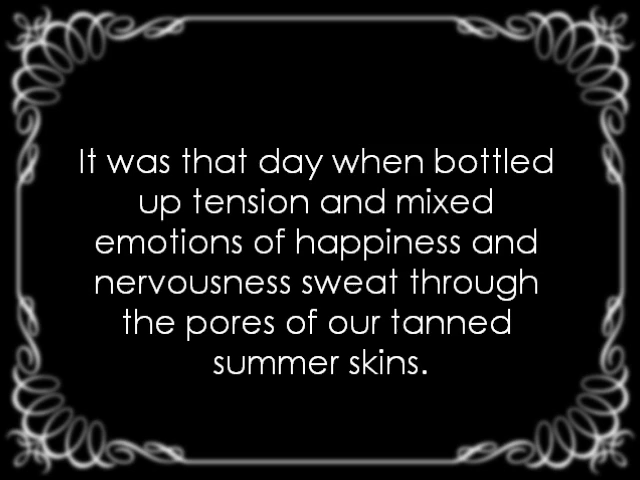 It was that day when bottled
up tension and mixed
emotions of happiness and
nervousness sweat through
the pores of our tanned
summer skins.